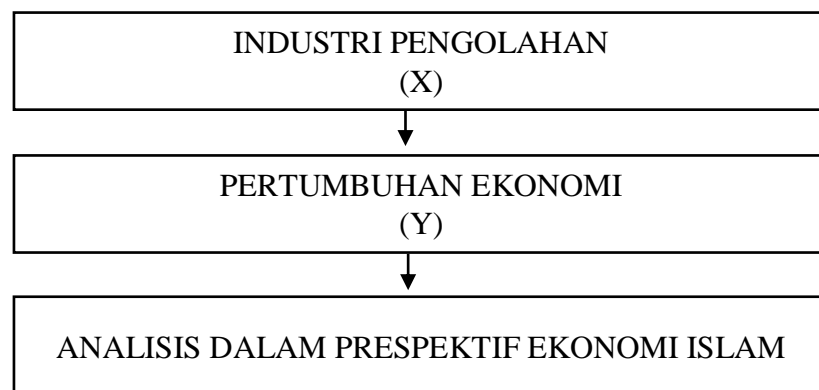 INDUSTRI PENGOLAHAN
(X)
PERTUMBUHAN EKONOMI
(Y)
ANALISIS DALAM PRESPEKTIF EKONOMI ISLAM